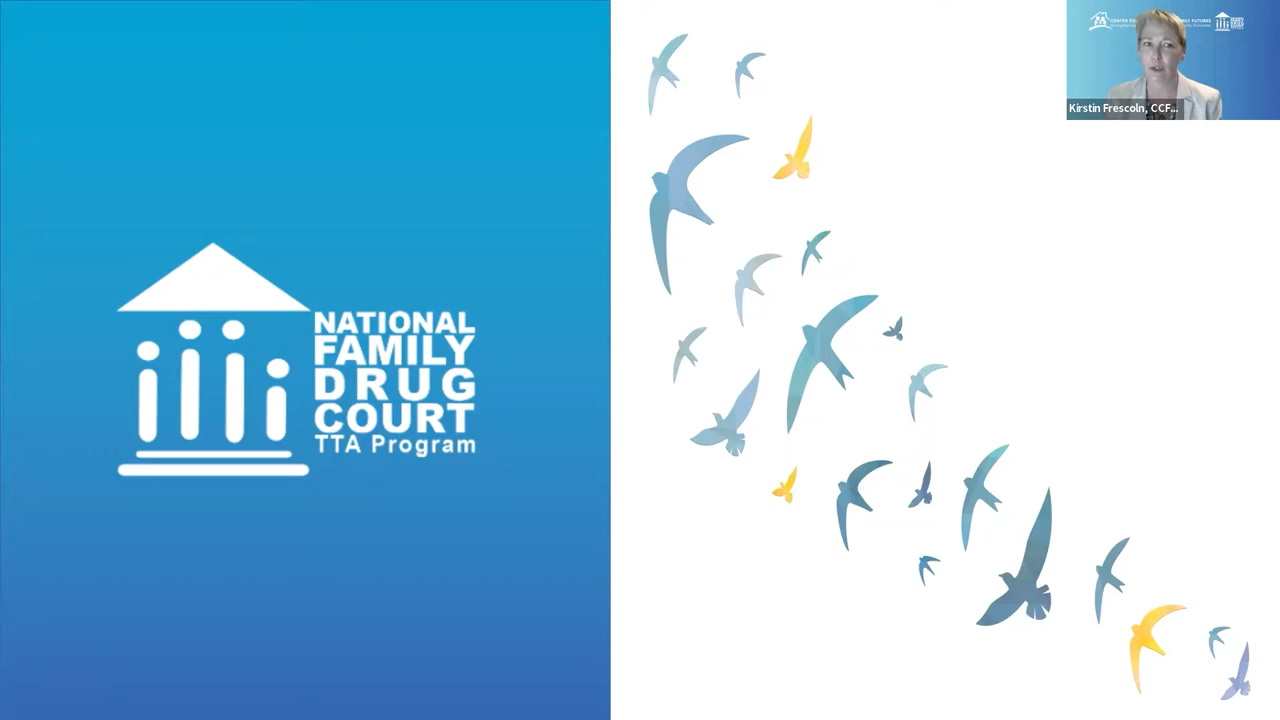 NATIONAL
FAMILY
DRUG
COURT
TTA Program
Kirstin Frescoln, CCF...